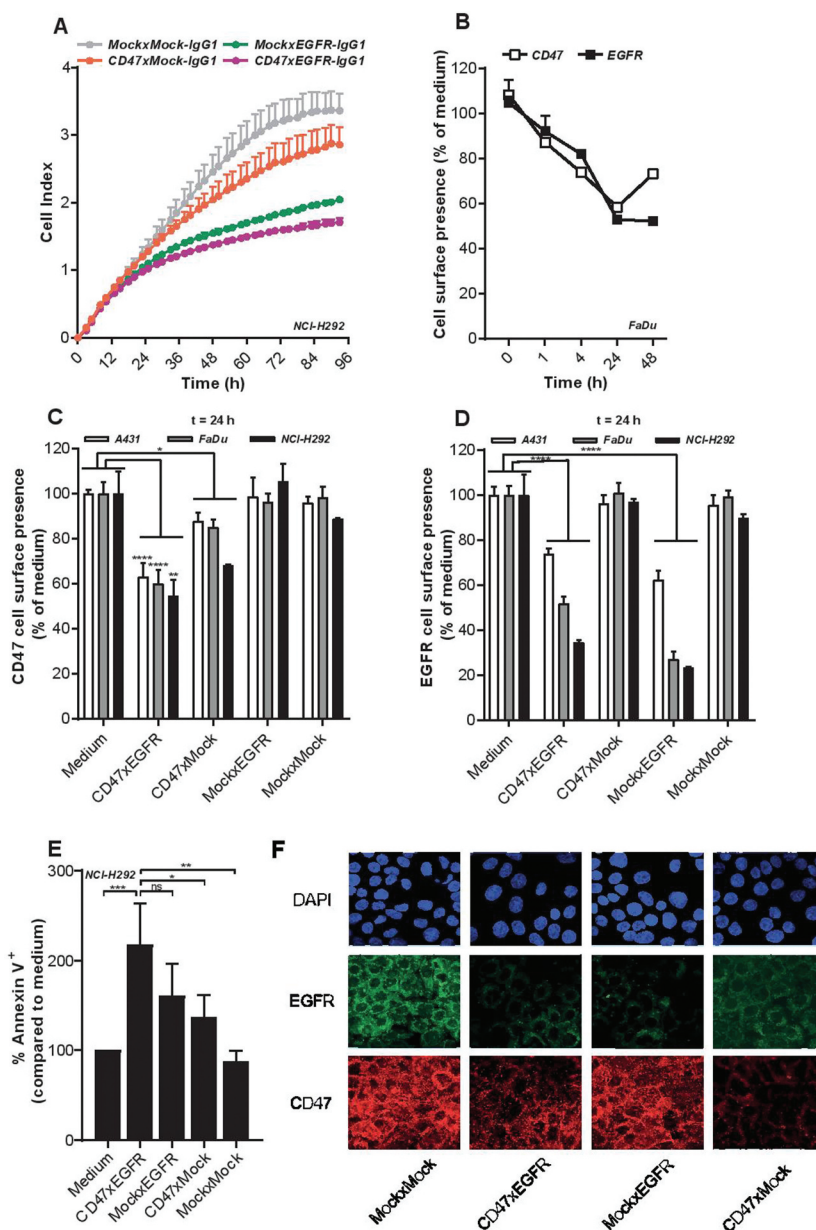 A
MockxMock-IgG1 MockxEGFR-IgG1
CD47xMock-IgG1 CD47xEGFR-IgG1
4
3
2
1
0
Cell Index
0 12 24 36 48 60 72 84 96
NCI-H292
Time (h)
B
CD47 EGFR
120
100
80
60
40
20
0
Cell surface presence (% of medium)
0 1 4 24 48
FaDu
Time (h)
C
t = 24 h
A431 FaDu NCI-H292
120
100
80
60
40
20
0
CD47 cell surface presence
(% of medium)
*
**** **** **
Medium CD47xEGFR CD47xMock MockxEGFR MockxMock
D
t = 24 h
A431 FaDu NCI-H292
120
100
80
60
40
20
0
EGFR cell surface presence
(% of medium)
****
****
Medium CD47xEGFR CD47xMock MockxEGFR MockxMock
E
NCI-H292
300
200
150
100
50
0
% Annexin V+
(compared to medium)
**
*
*** ns
Medium CD47xEGFR MockxEGFR CD47xMock MockxMock
F
DAPI
EGFR
CD47
MockxMock CD47xEGFR MockxEGFR CD47xMock